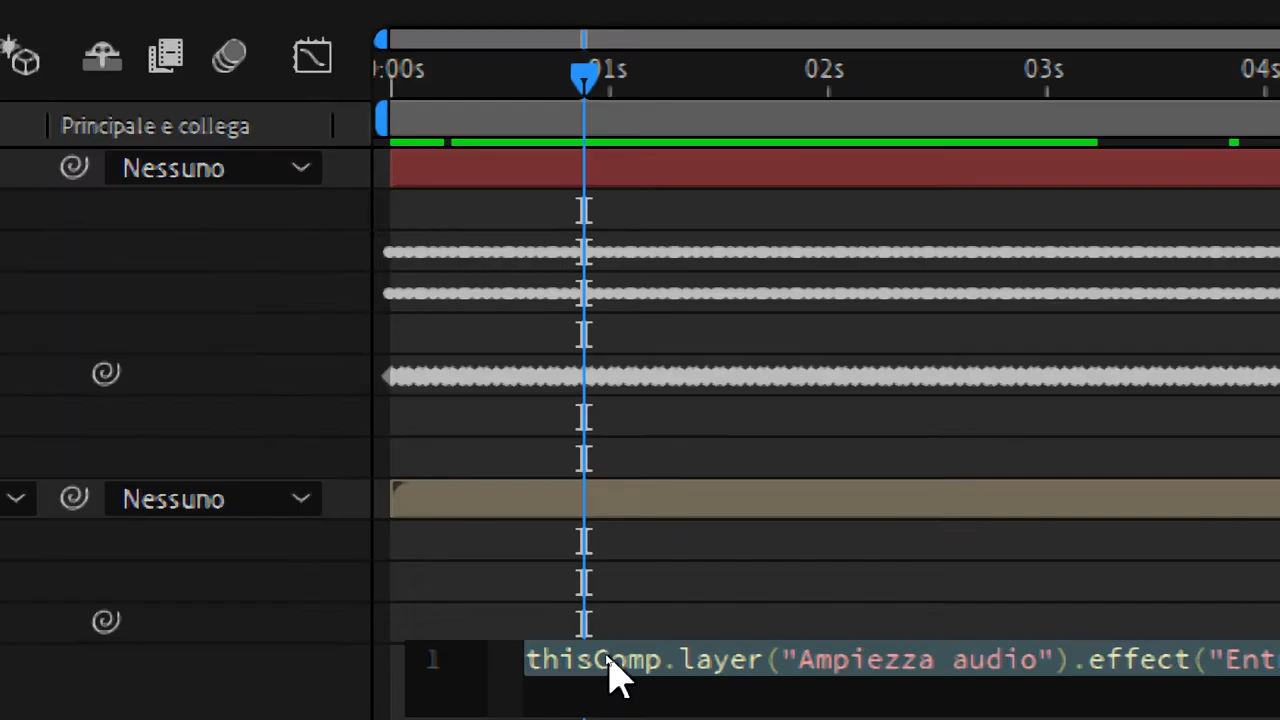 :00s 01s 02s 03s 04s
Principale e collega
Nessuno
Nessuno
1 thisComp.layer("Ampiezza audio").effect("Ent